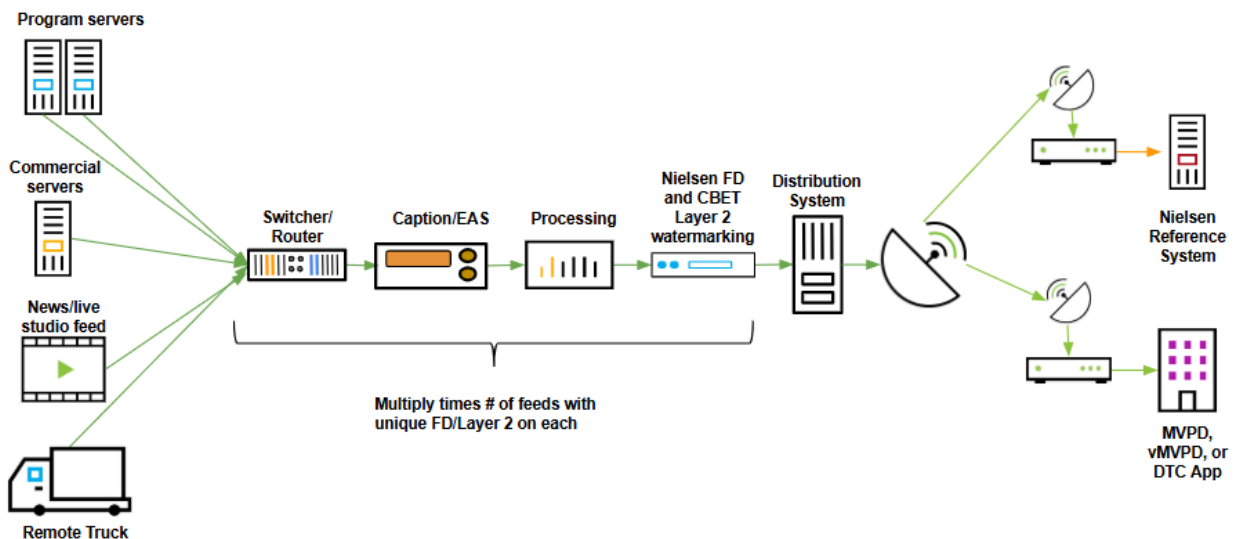 Program servers
Commercial
servers
News/live
studio feed
Remote Truck
Switcher/
Router
Caption/EAS
Processing
Nielsen FD
and CBET
Layer 2
watermarking
Distribution
System
Multiply times # of feeds with
unique FD/Layer 2 on each
Nielsen
Reference
System
MVPD,
vMVPD, or
DTC App